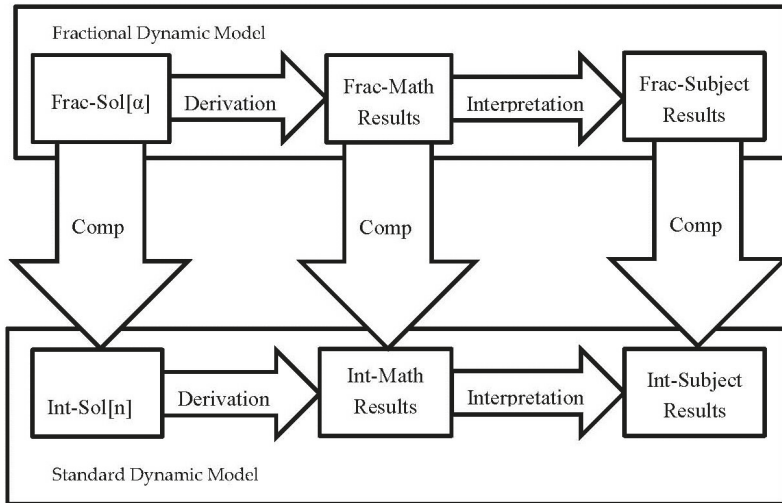 Fractional Dynamic Model
Frac-Sol[α]
Derivation
Frac-Math
Results
Interpretation
Frac-Subject
Results
Comp
Comp
Comp
Int-Sol[n]
Derivation
Int-Math
Results
Interpretation
Int-Subject
Results
Standard Dynamic Model